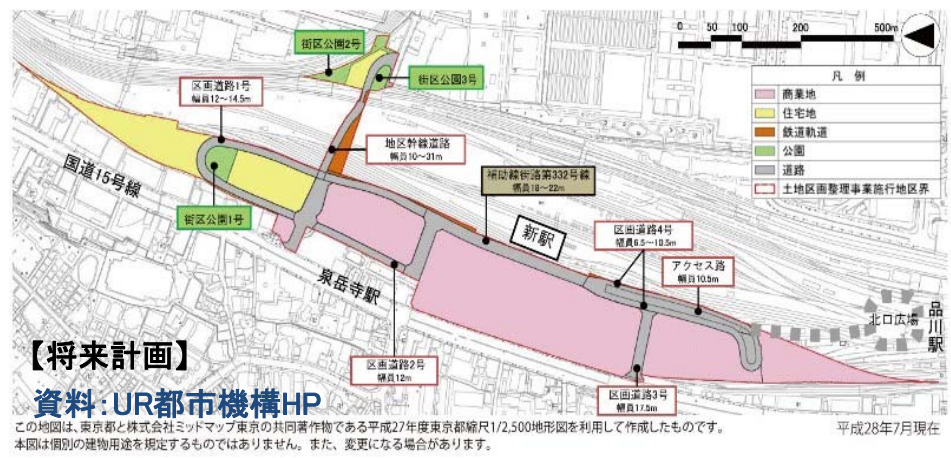 街区公園2号
0 50 100 200 500m
街区公園3号
区画道路1号
幅員12～14.5m
凡 例
商業地
住宅地
鉄道軌道
公園
道路
土地区画整理事業施行地区界
地区幹線道路
幅員10～31m
国道15号線
補助線街路第332号線
幅員18～22m
街区公園1号
新駅
区画道路4号
幅員6.5～10.5m
アクセス路
幅員10.5m
泉岳寺駅
北口広場
品川駅
【将来計画】
区画道路2号
幅員12m
区画道路3号
幅員17.5m
資料：UR都市機構HP
この地図は、東京都と株式会社ミッドマップ東京の共同著作物である平成27年度東京都縮尺1/2,500地形図を利用して作成したものです。
平成28年7月現在
本図は個別の建物用途を規定するものではありません。また、変更になる場合があります。